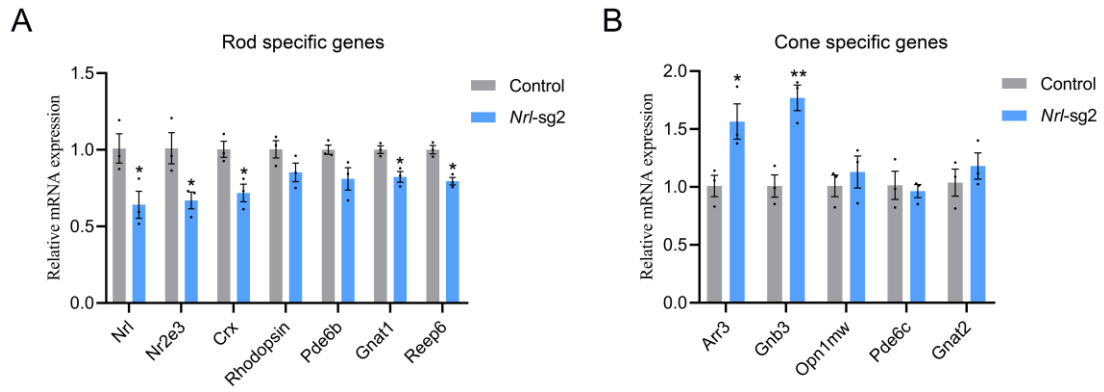 A
Rod specific genes
Relative mRNA expression
1.5
1.0
0.5
0.0
* * * * *
Nrl
Nr2e3
Crx
Rhodopsin
Pde6b
Gnat1
Reep6
Control
Nrl-sg2
B
Cone specific genes
Relative mRNA expression
2.0
1.5
1.0
0.5
0.0
* **
Arr3
Gnb3
Opn1mw
Pde6c
Gnat2
Control
Nrl-sg2